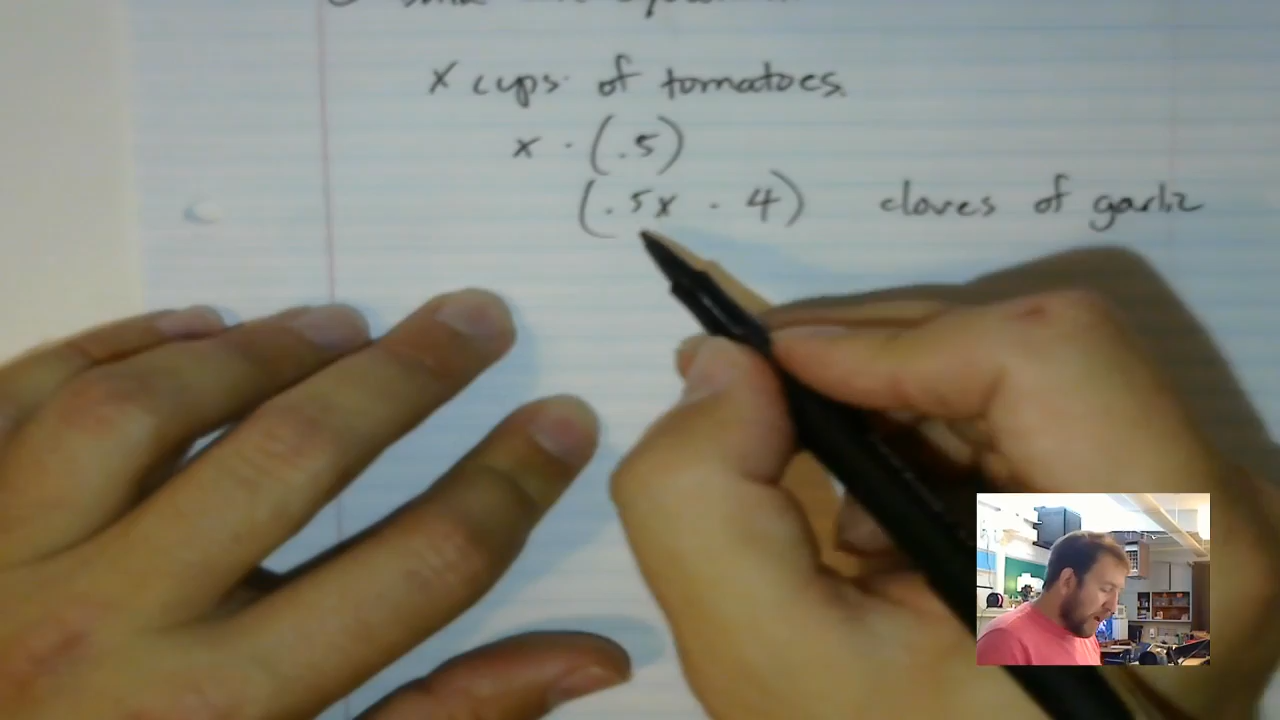 x cups of tomatoes.
x · (.5)
(.5x · 4) cloves of garlic